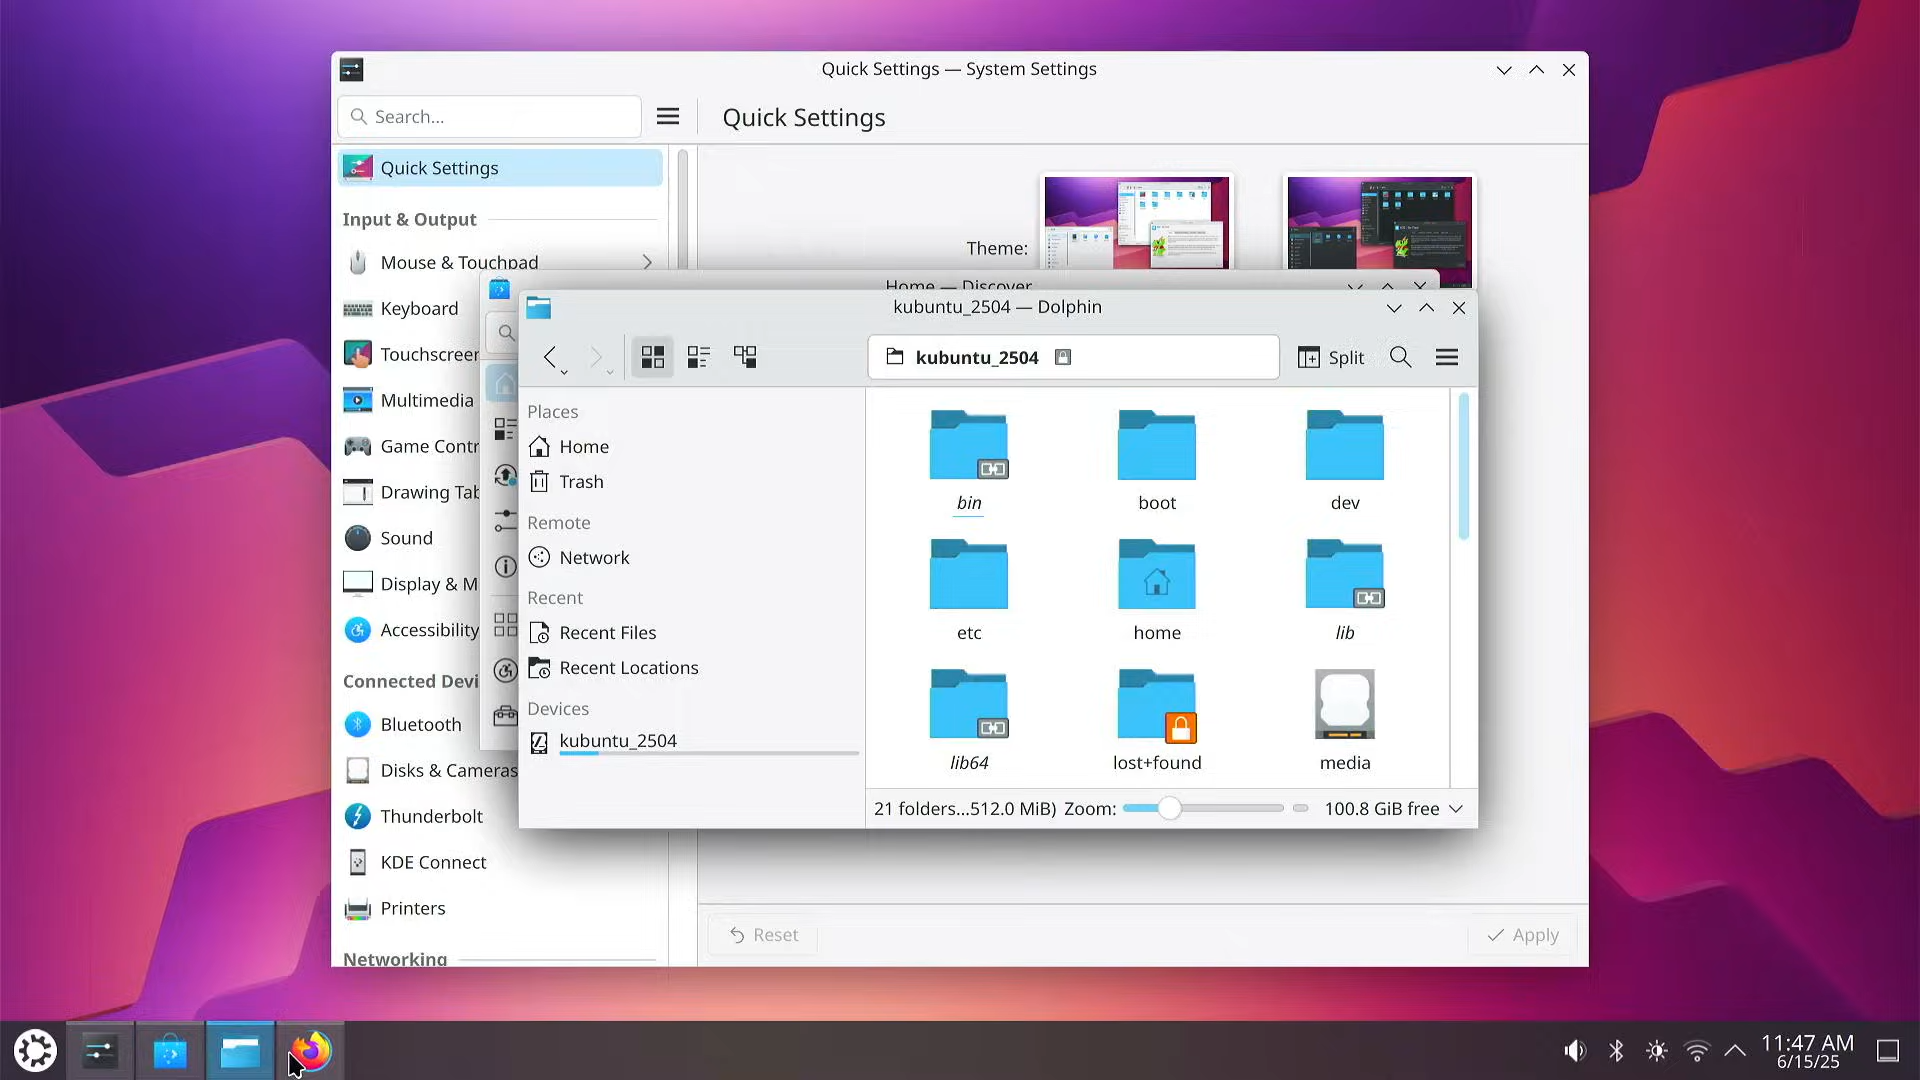 Quick Settings — System Settings
Search...
Quick Settings
Quick Settings
Input & Output
Mouse & Touchpad
Keyboard
Touchscreen
Multimedia
Game Contr
Drawing Tab
Sound
Display & M
Accessibility
Connected Devi
Bluetooth
Disks & Cameras
Thunderbolt
KDE Connect
Printers
Networking
Theme:
Reset
Apply
Home — Discover
kubuntu_2504 — Dolphin
kubuntu_2504
Split
Places
Home
Trash
Remote
Network
Recent
Recent Files
Recent Locations
Devices
kubuntu_2504
bin
boot
dev
etc
home
lib
lib64
lost+found
media
21 folders...512.0 MiB)
Zoom:
100.8 GiB free
11:47 AM
6/15/25